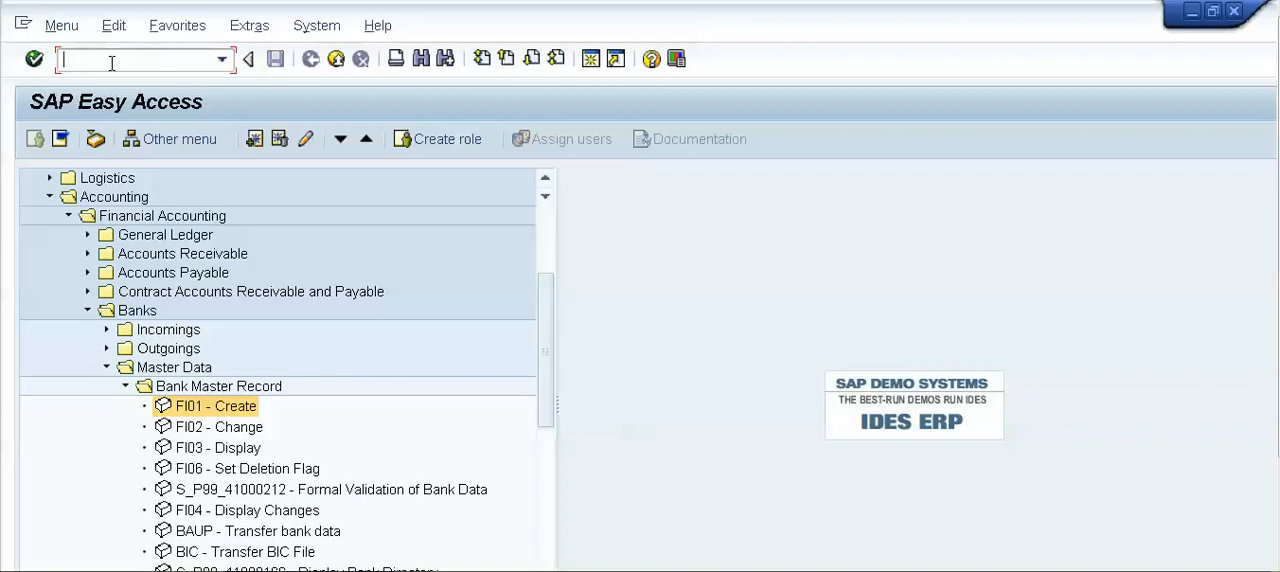 Menu Edit Favorites Extras System Help
SAP Easy Access
Other menu Create role Assign users Documentation
Logistics
Accounting
Financial Accounting
General Ledger
Accounts Receivable
Accounts Payable
Contract Accounts Receivable and Payable
Banks
Incomings
Outgoings
Master Data
Bank Master Record
FI01 - Create
FI02 - Change
FI03 - Display
FI06 - Set Deletion Flag
S_P99_41000212 - Formal Validation of Bank Data
FI04 - Display Changes
BAUP - Transfer bank data
BIC - Transfer BIC File
SAP DEMO SYSTEMS
THE BEST-RUN DEMOS RUN IDES
IDES ERP